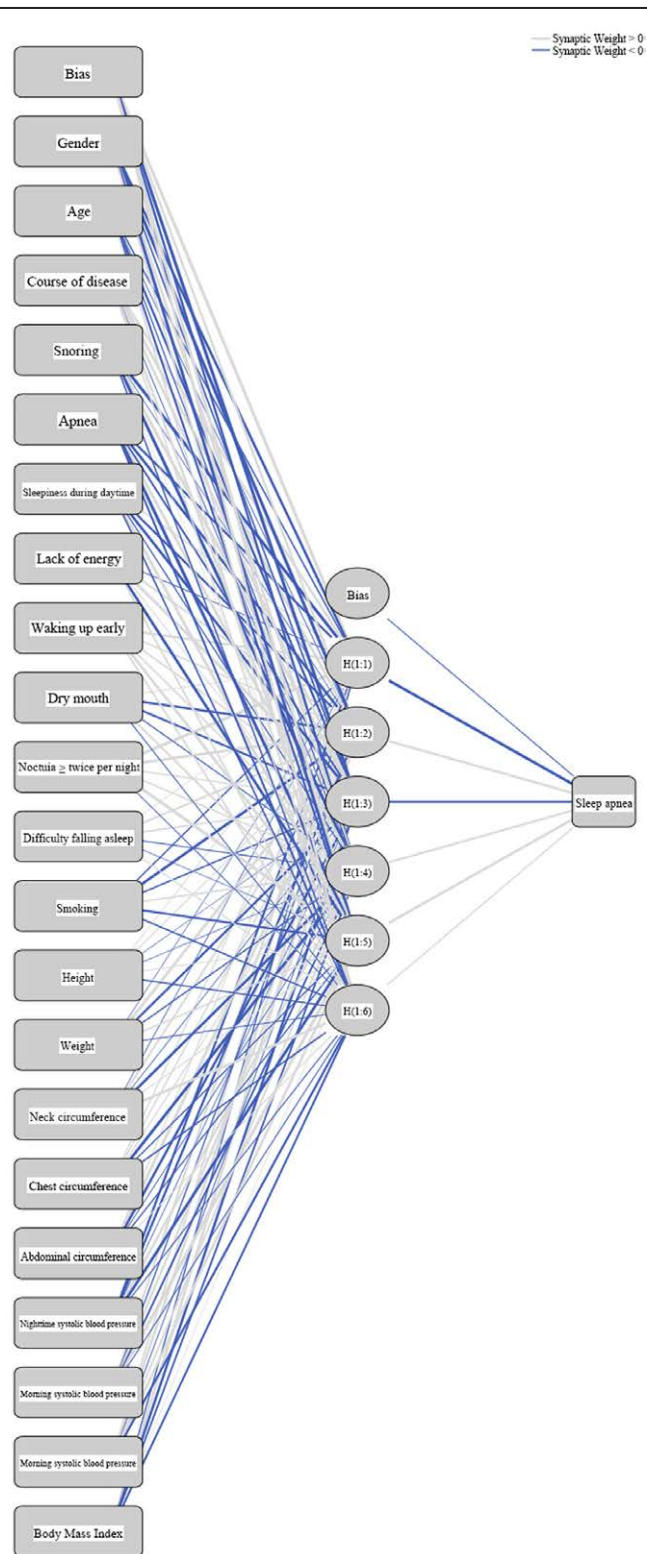 Synaptic Weight > 0
Synaptic Weight < 0
Bias
Gender
Age
Course of disease
Snoring
Apnea
Sleepiness during daytime
Lack of energy
Waking up early
Dry mouth
Noctuia ≥ twice per night
Difficulty falling asleep
Smoking
Height
Weight
Neck circumference
Chest circumference
Abdominal circumference
Nighttime systolic blood pressure
Morning systolic blood pressure
Morning systolic blood pressure
Body Mass Index
Bias
H(1:1)
H(1:2)
H(1:3)
H(1:4)
H(1:5)
H(1:6)
Sleep apnea